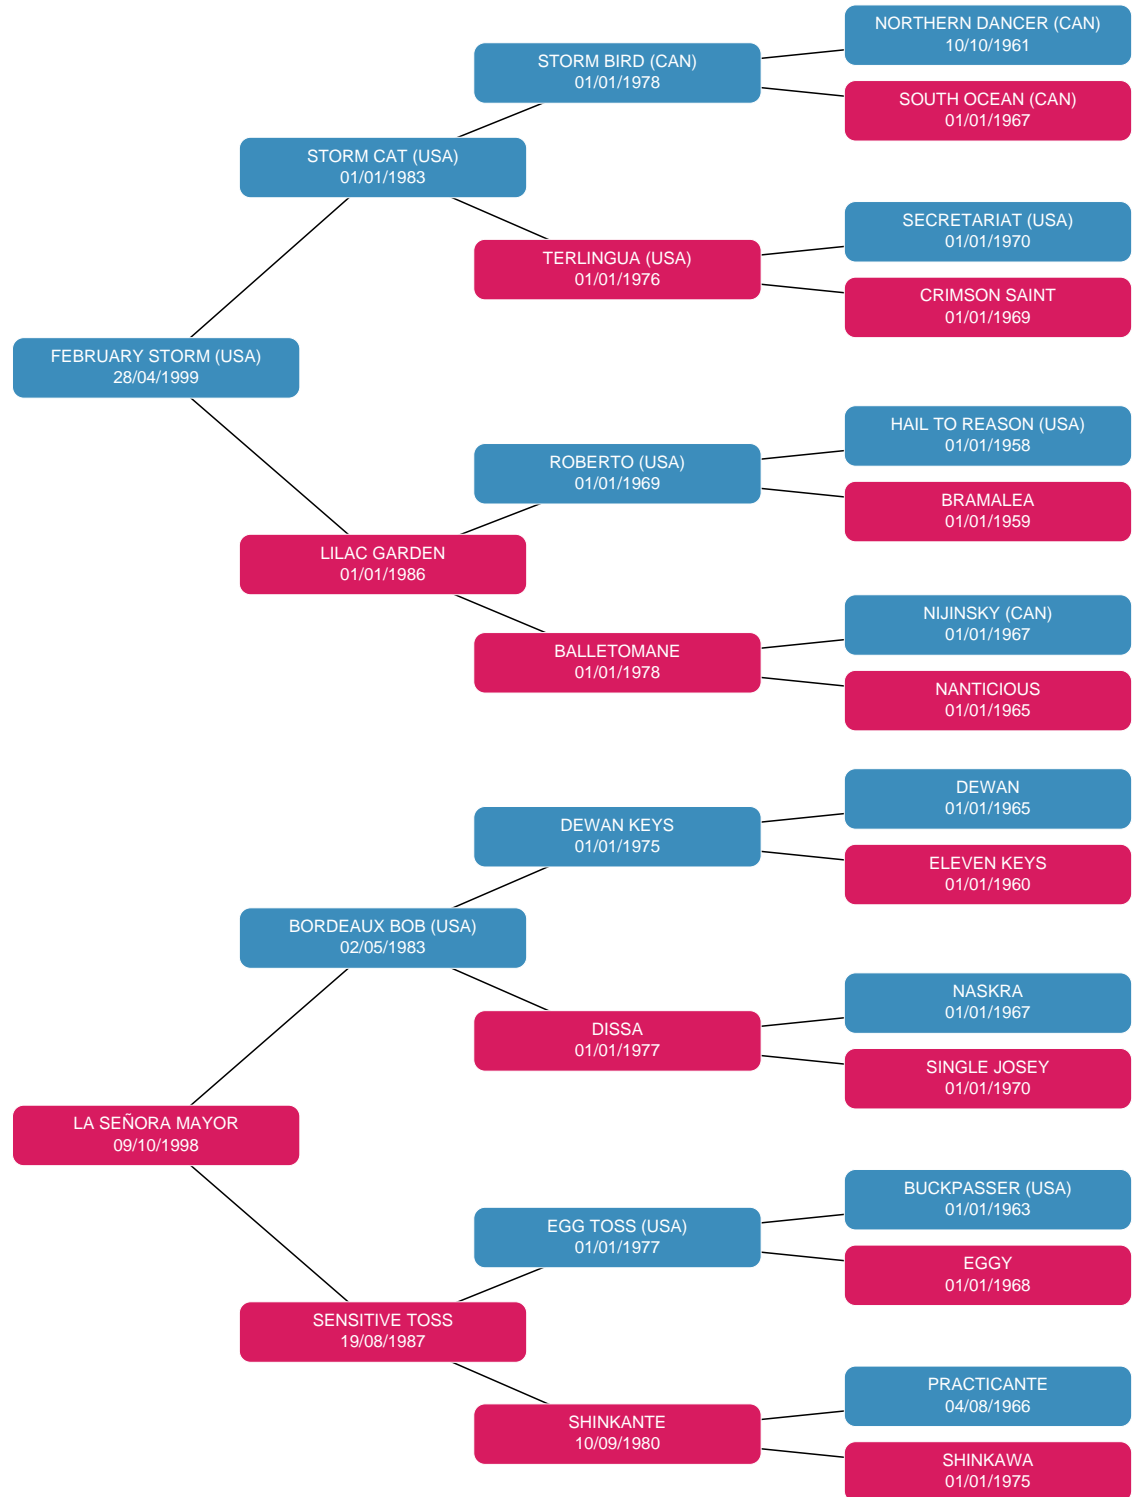 NORTHERN DANCER (CAN)
10/10/1961
STORM BIRD (CAN)
01/01/1978
SOUTH OCEAN (CAN)
01/01/1967
STORM CAT (USA)
01/01/1983
SECRETARIAT (USA)
01/01/1970
TERLINGUA (USA)
01/01/1976
CRIMSON SAINT
01/01/1969
FEBRUARY STORM (USA)
28/04/1999
HAIL TO REASON (USA)
01/01/1958
ROBERTO (USA)
01/01/1969
BRAMALEA
01/01/1959
LILAC GARDEN
01/01/1986
NIJINSKY (CAN)
01/01/1967
BALLETOMANE
01/01/1978
NANTICIOUS
01/01/1965
DEWAN
01/01/1965
DEWAN KEYS
01/01/1975
ELEVEN KEYS
01/01/1960
BORDEAUX BOB (USA)
02/05/1983
NASKRA
01/01/1967
DISSA
01/01/1977
SINGLE JOSEY
01/01/1970
LA SEÑORA MAYOR
09/10/1998
BUCKPASSER (USA)
01/01/1963
EGG TOSS (USA)
01/01/1977
EGGY
01/01/1968
SENSITIVE TOSS
19/08/1987
PRACTICANTE
04/08/1966
SHINKANTE
10/09/1980
SHINKAWA
01/01/1975